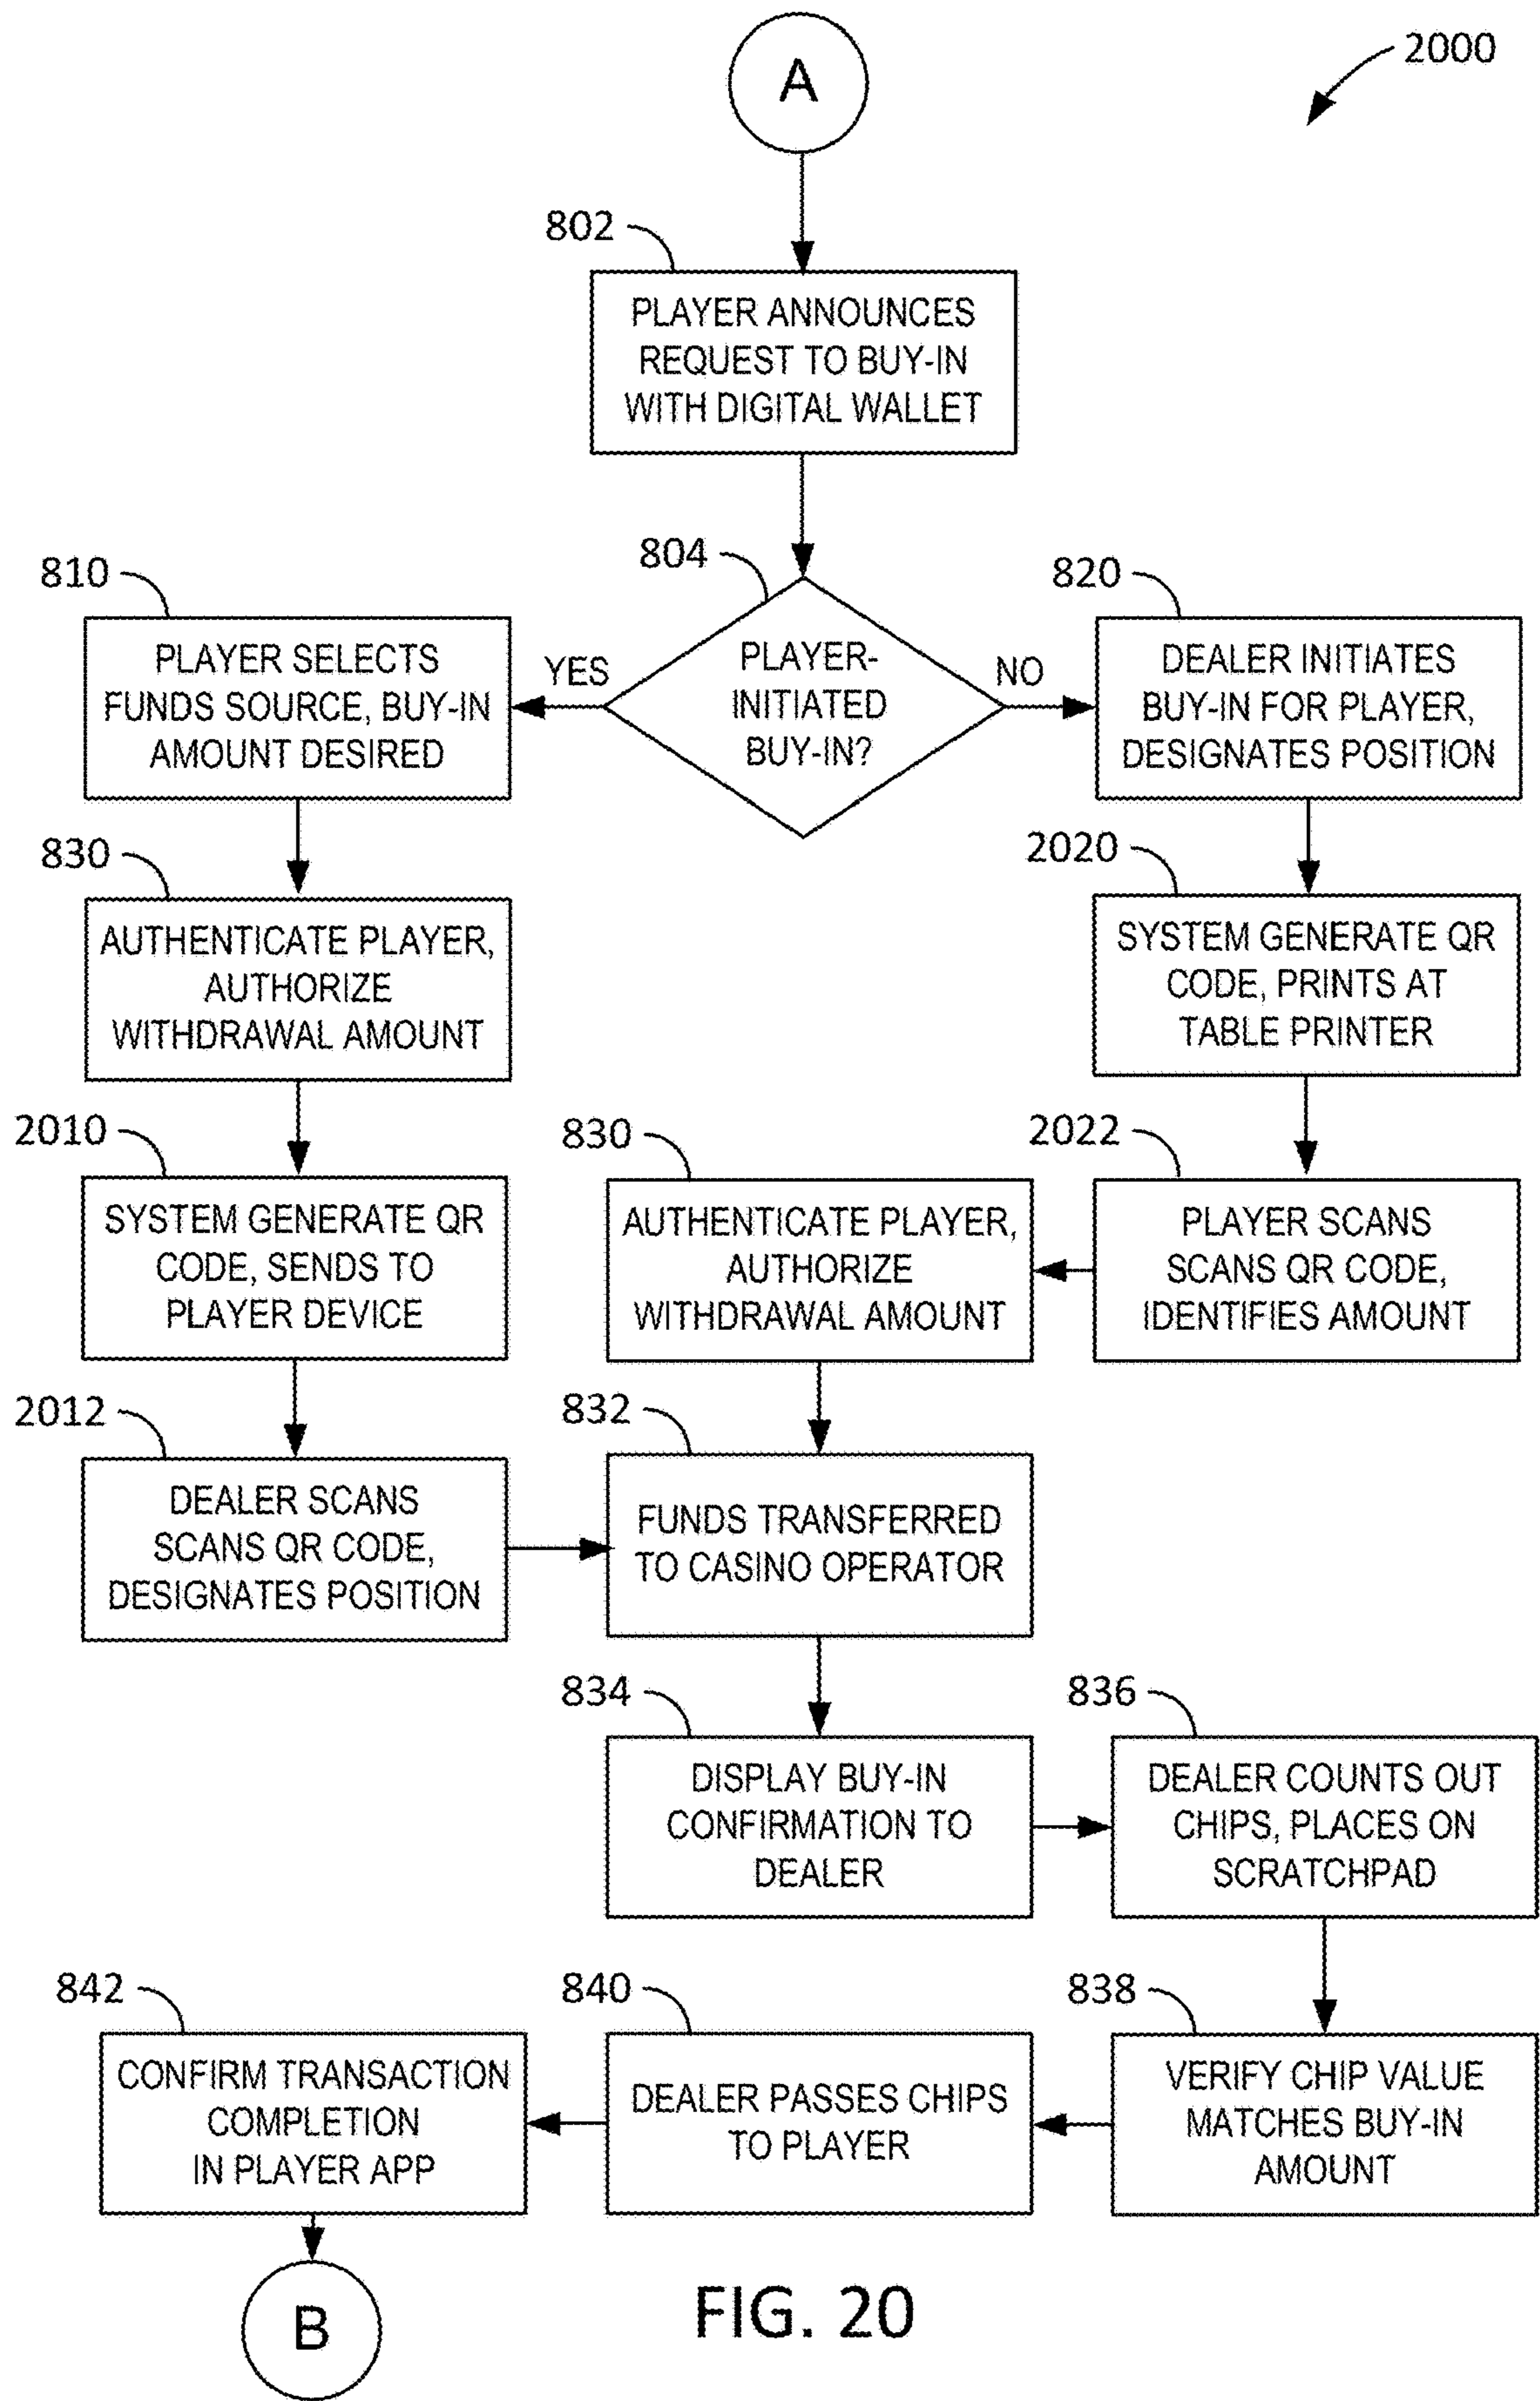 A
2000
802
PLAYER ANNOUNCES
REQUEST TO BUY-IN
WITH DIGITAL WALLET
804
PLAYER-
INITIATED
BUY-IN?
YES
NO
810
PLAYER SELECTS
FUNDS SOURCE, BUY-IN
AMOUNT DESIRED
820
DEALER INITIATES
BUY-IN FOR PLAYER,
DESIGNATES POSITION
830
AUTHENTICATE PLAYER,
AUTHORIZE
WITHDRAWAL AMOUNT
2020
SYSTEM GENERATE QR
CODE, PRINTS AT
TABLE PRINTER
2010
SYSTEM GENERATE QR
CODE, SENDS TO
PLAYER DEVICE
830
AUTHENTICATE PLAYER,
AUTHORIZE
WITHDRAWAL AMOUNT
2022
PLAYER SCANS
SCANS QR CODE,
IDENTIFIES AMOUNT
2012
DEALER SCANS
SCANS QR CODE,
DESIGNATES POSITION
832
FUNDS TRANSFERRED
TO CASINO OPERATOR
834
DISPLAY BUY-IN
CONFIRMATION TO
DEALER
836
DEALER COUNTS OUT
CHIPS, PLACES ON
SCRATCHPAD
842
CONFIRM TRANSACTION
COMPLETION
IN PLAYER APP
840
DEALER PASSES CHIPS
TO PLAYER
838
VERIFY CHIP VALUE
MATCHES BUY-IN
AMOUNT
B
FIG. 20